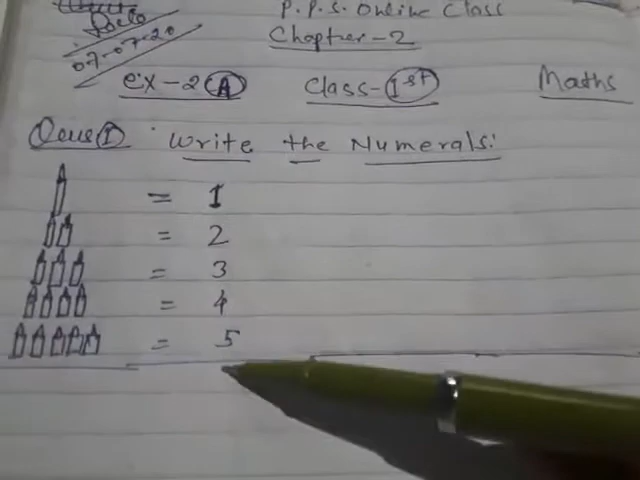 P.P.S. Online Class
Date
07-07-20
Chapter-2
ex-2 A
Class-1st
Maths
Ques 1 Write the Numerals:
= 1
= 2
= 3
= 4
= 5